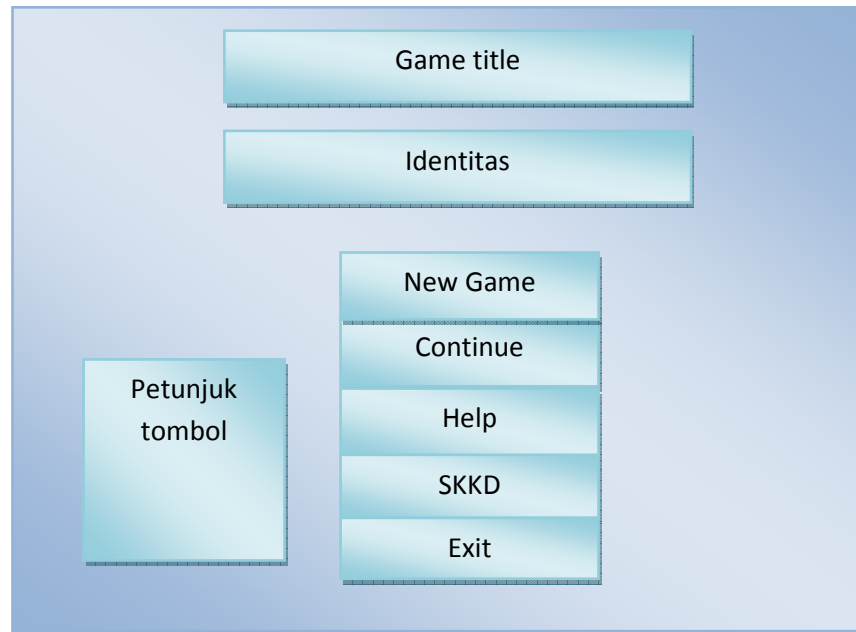 Game title
Identitas
New Game
Continue
Petunjuk
tombol
Help
SKKD
Exit